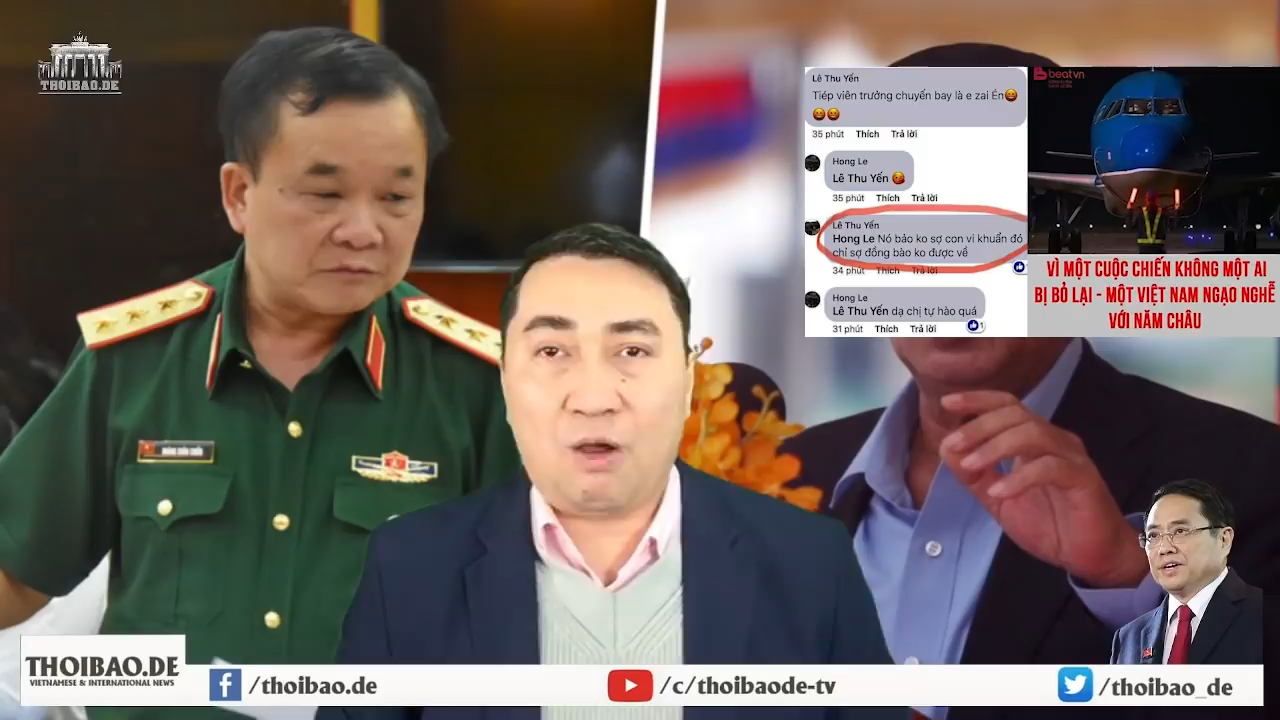 THOIBAO.DE
Lê Thu Yến
Tiếp viên trưởng chuyến bay là e zai Én😆
😆😆
35 phút Thích Trả lời
Hong Le
Lê Thu Yến 🥰
35 phút Thích Trả lời
Lê Thu Yến
Hong Le Nó bảo ko sợ con vi khuẩn đó
chỉ sợ đồng bào ko được về
34 phút Thích Trả lời
Hong Le
Lê Thu Yến dạ chị tự hào quá
1
31 phút Thích Trả lời
beatvn
VÌ MỘT CUỘC CHIẾN KHÔNG MỘT AI
BỊ BỎ LẠI - MỘT VIỆT NAM NGẠO NGHỄ
VỚI NĂM CHÂU
THOIBAO.DE
VIETNAMESE & INTERNATIONAL NEWS
/thoibao.de
/c/thoibaode-tv
/thoibao_de